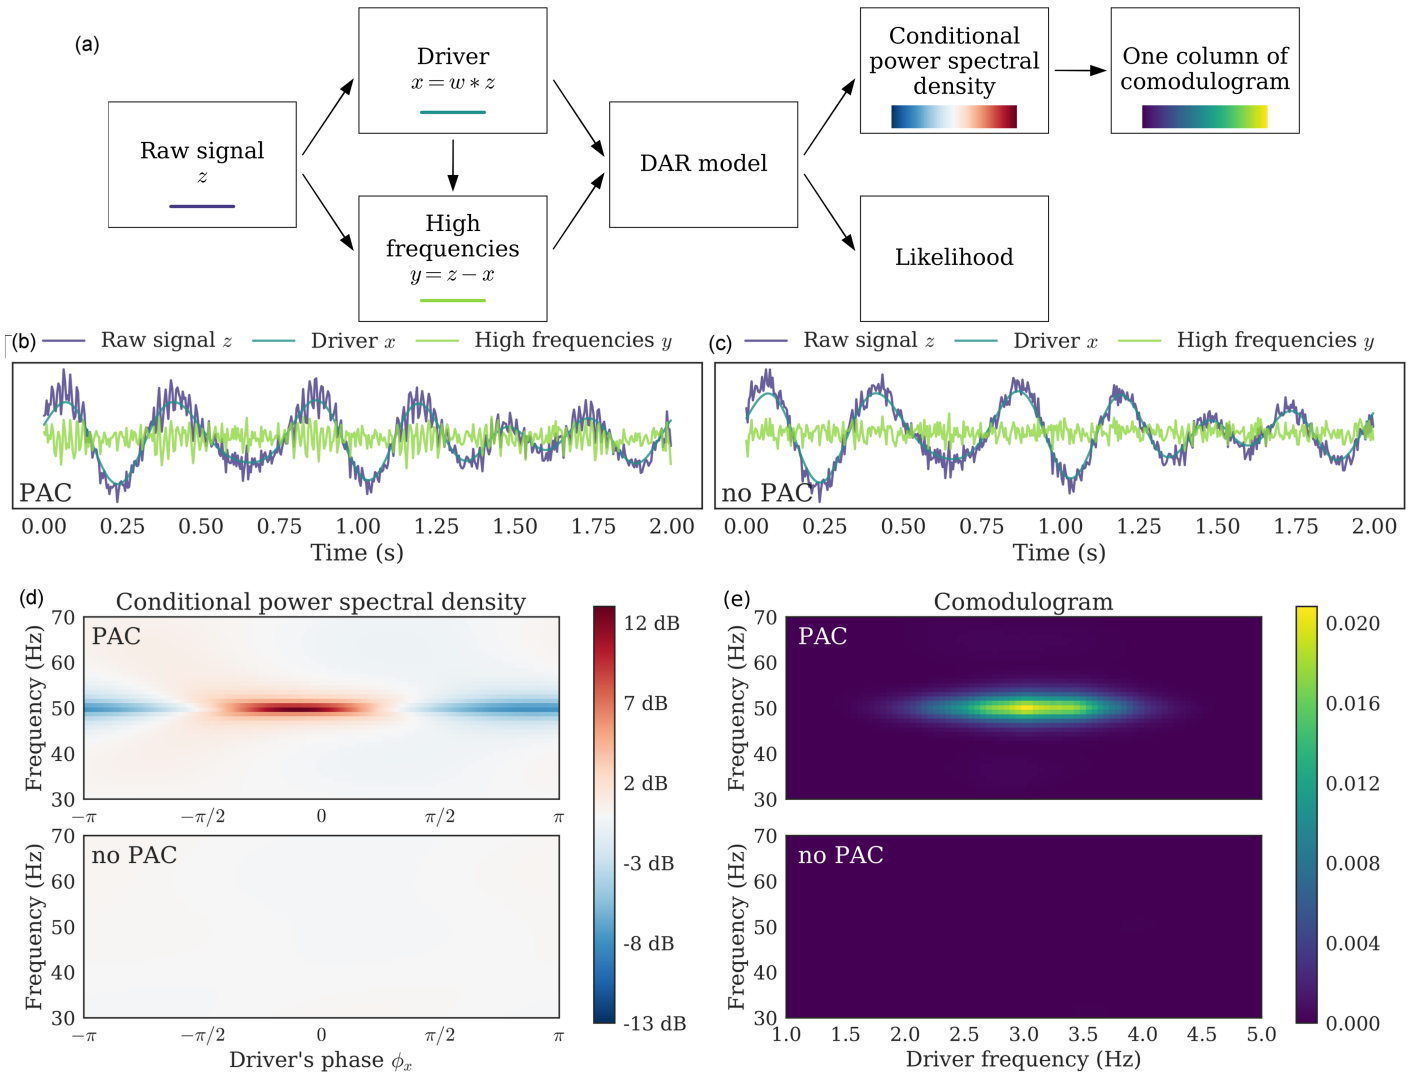 (a)
Raw signal
z
Driver
x = w * z
High
frequencies
y = z − x
DAR model
Conditional
power spectral
density
One column of
comodulogram
Likelihood
(b) Raw signal z Driver x High frequencies y
PAC
0.00 0.25 0.50 0.75 1.00 1.25 1.50 1.75 2.00
Time (s)
(c) Raw signal z Driver x High frequencies y
no PAC
0.00 0.25 0.50 0.75 1.00 1.25 1.50 1.75 2.00
Time (s)
(d) Conditional power spectral density
PAC
Frequency (Hz)
70
60
50
40
30
−π −π/2 0 π/2 π
no PAC
Frequency (Hz)
70
60
50
40
30
−π −π/2 0 π/2 π
Driver's phase ϕₓ
12 dB
7 dB
2 dB
-3 dB
-8 dB
-13 dB
(e) Comodulogram
PAC
Frequency (Hz)
70
60
50
40
30
no PAC
Frequency (Hz)
70
60
50
40
30
1.0 1.5 2.0 2.5 3.0 3.5 4.0 4.5 5.0
Driver frequency (Hz)
0.020
0.016
0.012
0.008
0.004
0.000